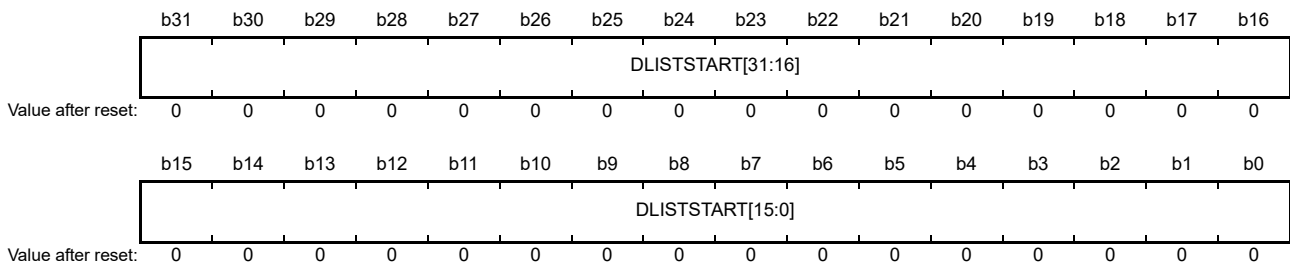 b31 b30 b29 b28 b27 b26 b25 b24 b23 b22 b21 b20 b19 b18 b17 b16
DLISTSTART[31:16]
Value after reset: 0 0 0 0 0 0 0 0 0 0 0 0 0 0 0 0
b15 b14 b13 b12 b11 b10 b9 b8 b7 b6 b5 b4 b3 b2 b1 b0
DLISTSTART[15:0]
Value after reset: 0 0 0 0 0 0 0 0 0 0 0 0 0 0 0 0